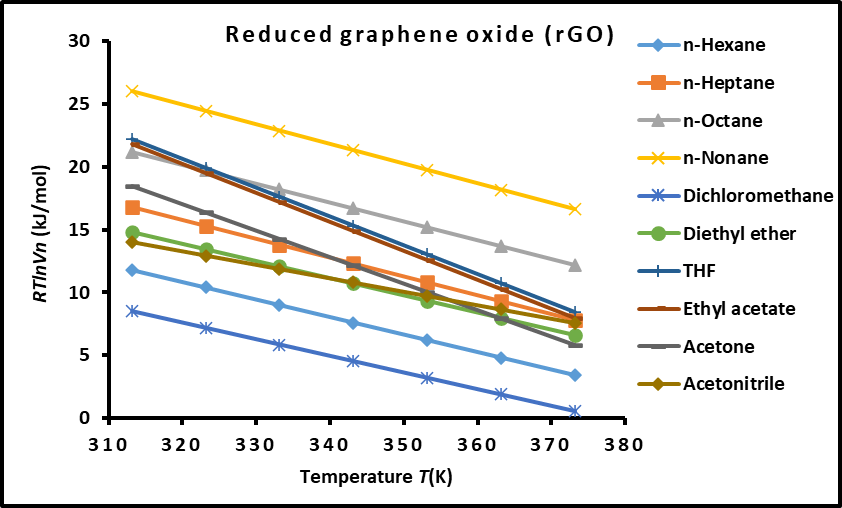 Reduced graphene oxide (rGO)
30
25
20
15
10
5
0
RTlnVn (kJ/mol)
310 320 330 340 350 360 370 380
Temperature T(K)
n-Hexane
n-Heptane
n-Octane
n-Nonane
Dichloromethane
Diethyl ether
THF
Ethyl acetate
Acetone
Acetonitrile